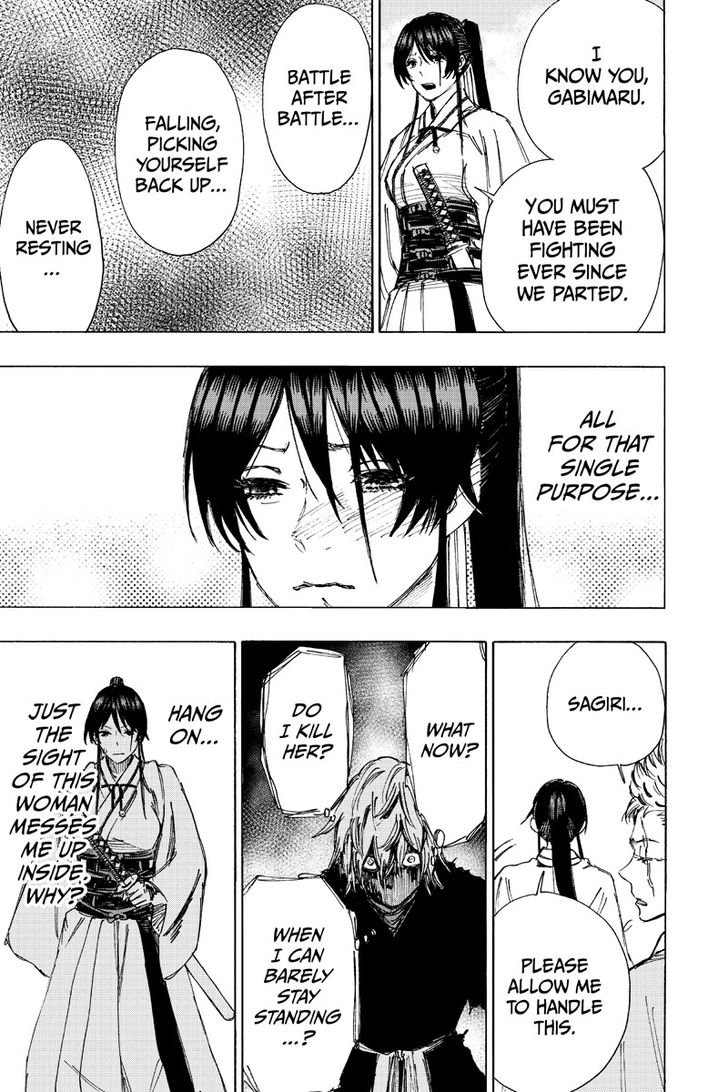 I
KNOW YOU,
GABIMARU.
YOU MUST
HAVE BEEN
FIGHTING
EVER SINCE
WE PARTED.
BATTLE
AFTER
BATTLE...
FALLING,
PICKING
YOURSELF
BACK UP...
NEVER
RESTING
...
ALL
FOR THAT
SINGLE
PURPOSE...
SAGIRI...
PLEASE
ALLOW ME
TO HANDLE
THIS.
WHAT
NOW?
DO
I KILL
HER?
WHEN
I CAN
BARELY
STAY
STANDING
...?
HANG
ON...
JUST
THE
SIGHT
OF THIS
WOMAN
MESSES
ME UP
INSIDE.
WHY?